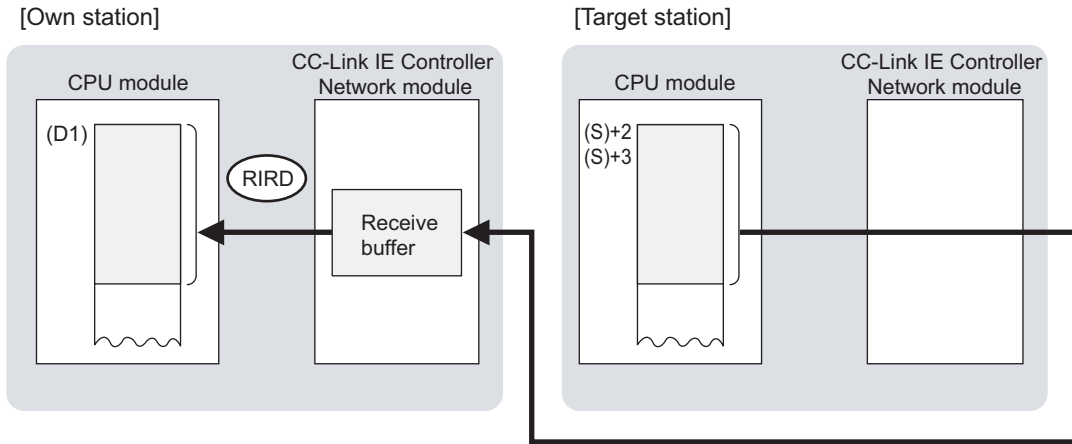 [Own station]
CPU module
CC-Link IE Controller
Network module
(D1)
RIRD
Receive
buffer
[Target station]
CPU module
CC-Link IE Controller
Network module
(S)+2
(S)+3